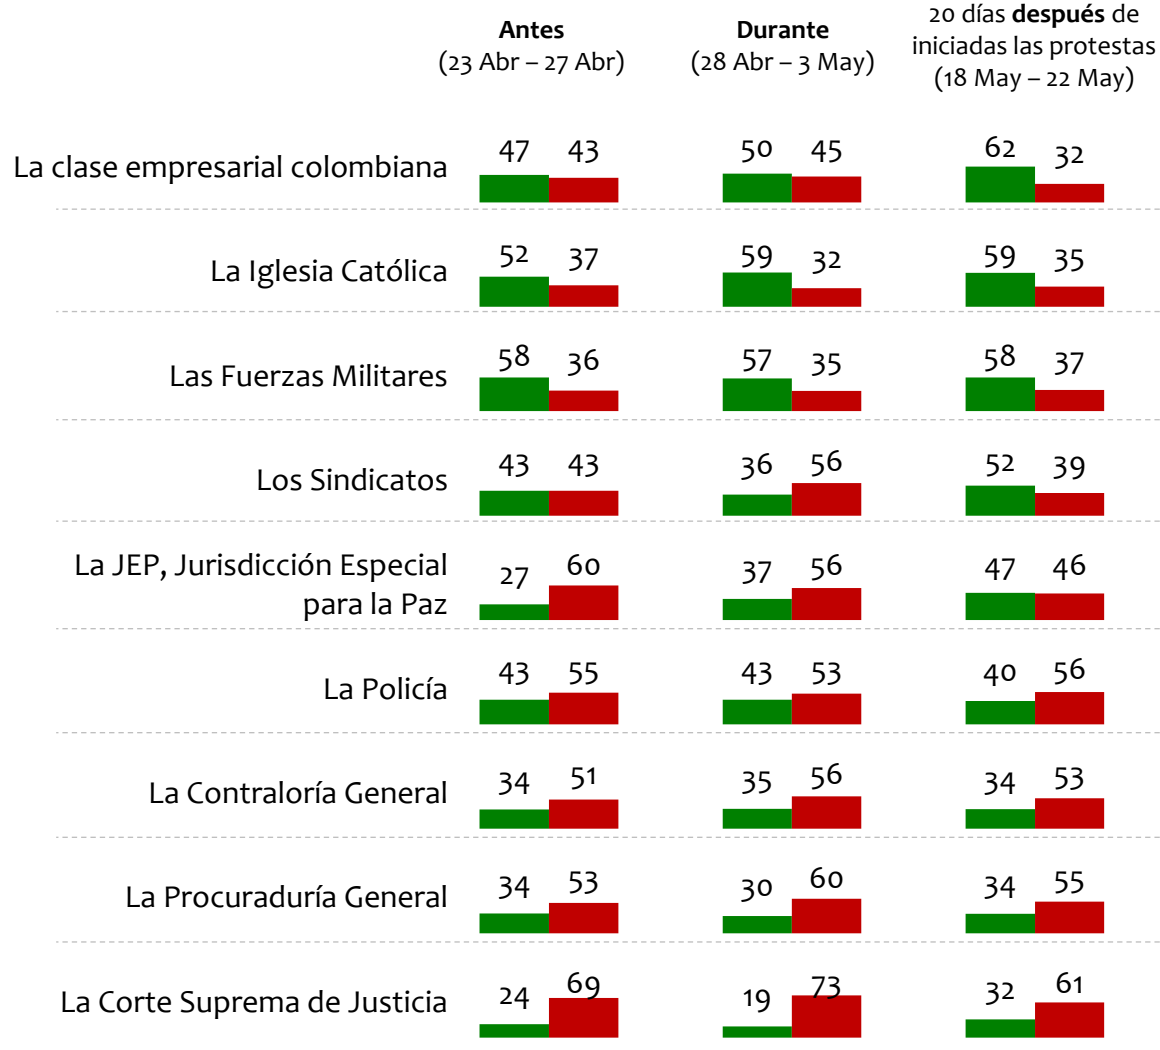 Antes
(23 Abr – 27 Abr)
Durante
(28 Abr – 3 May)
20 días después de
iniciadas las protestas
(18 May – 22 May)
La clase empresarial colombiana 47 43 50 45 62 32
La Iglesia Católica 52 37 59 32 59 35
Las Fuerzas Militares 58 36 57 35 58 37
Los Sindicatos 43 43 36 56 52 39
La JEP, Jurisdicción Especial
para la Paz 27 60 37 56 47 46
La Policía 43 55 43 53 40 56
La Contraloría General 34 51 35 56 34 53
La Procuraduría General 34 53 30 60 34 55
La Corte Suprema de Justicia 24 69 19 73 32 61